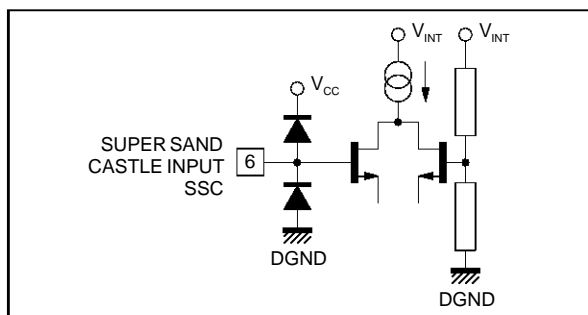 V_INT
V_INT
V_CC
SUPER SAND
CASTLE INPUT
SSC
6
DGND
DGND